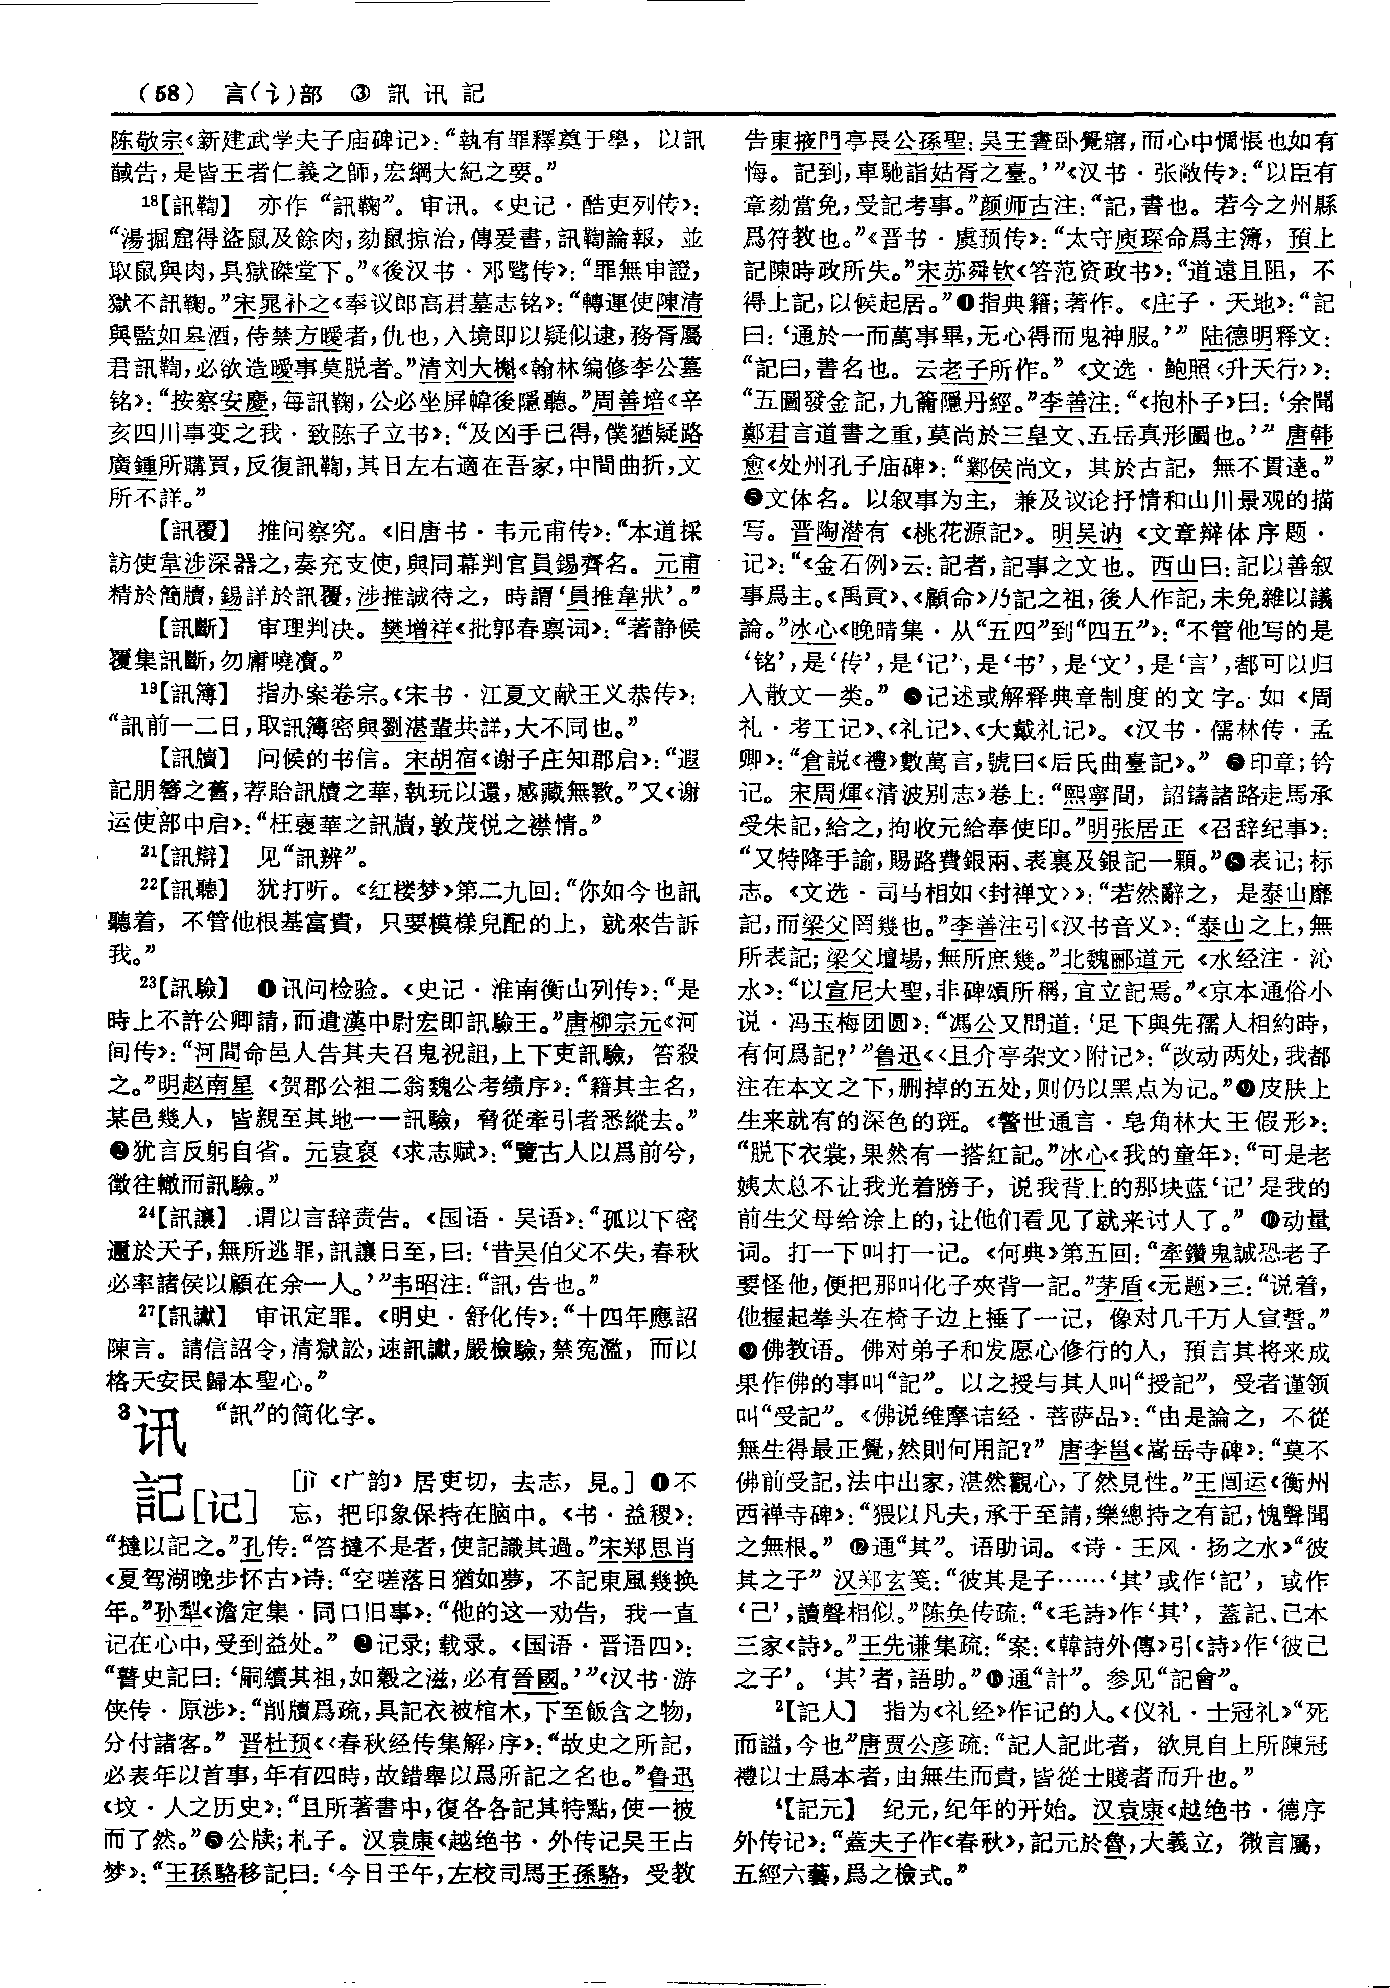 (58) 言(讠)部 ③ 訊 讯 記
陈敬宗《新建武学夫子庙碑记》：“執有罪釋奠于學，以訊
馘告，是皆王者仁義之師，宏綱大紀之要。”
18【訊鞫】 亦作“訊鞠”。审讯。《史记·酷吏列传》：
“湯掘窟得盜鼠及餘肉，劾鼠掠治，傳爰書，訊鞫論報，並
取鼠與肉，具獄磔堂下。”《後汉书·邓骘传》：“罪無申證，
獄不訊鞫。”宋晁补之《奉议郎高君墓志铭》：“轉運使陳清
與監如皋酒，侍禁方曖者，仇也，入境即以疑似逮，務胥屬
君訊鞫，必欲造曖事莫脱者。”清刘大櫆《翰林编修李公墓
铭》：“按察安慶，每訊鞫，公必坐屏幃後隱聽。”周善培《辛
亥四川事变之我·致陈子立书》：“及凶手已得，僕猶疑路
廣鍾所購買，反復訊鞫，其日左右適在吾家，中間曲折，文
所不詳。”
【訊覆】 推问察究。《旧唐书·韦元甫传》：“本道採
訪使韋涉深器之，奏充支使，與同幕判官員錫齊名。元甫
精於簡牘，錫詳於訊覆，涉推誠待之，時謂‘員推韋狀’。”
【訊斷】 审理判决。樊增祥《批郭春禀词》：“著静候
覆集訊斷，勿庸曉凟。”
19【訊簿】 指办案卷宗。《宋书·江夏文献王义恭传》：
“訊前一二日，取訊簿密與劉湛輩共詳，大不同也。”
【訊牘】 问候的书信。宋胡宿《谢子庄知郡启》：“遐
記朋簪之舊，荐貽訊牘之華，執玩以還，感藏無斁。”又《谢
运使部中启》：“枉褎華之訊牘，敦茂悦之襟情。”
21【訊辯】 见“訊辨”。
22【訊聽】 犹打听。《红楼梦》第二九回：“你如今也訊
聽着，不管他根基富貴，只要模樣兒配的上，就來告訴
我。”
23【訊驗】 ❶讯问检验。《史记·淮南衡山列传》：“是
時上不許公卿請，而遣漢中尉宏即訊驗王。”唐柳宗元《河
间传》：“河間命邑人告其夫召鬼祝詛，上下吏訊驗，笞殺
之。”明赵南星《贺郡公祖二翁魏公考绩序》：“籍其主名，
某邑幾人，皆親至其地一一訊驗，脅從牽引者悉縱去。”
❷犹言反躬自省。元袁裒《求志赋》：“覽古人以爲前兮，
徵往轍而訊驗。”
24【訊讓】 谓以言辞责告。《国语·吴语》：“孤以下密
邇於天子，無所逃罪，訊讓日至，曰：‘昔吴伯父不失，春秋
必率諸侯以顧在余一人。’”韦昭注：“訊，告也。”
27【訊讞】 审讯定罪。《明史·舒化传》：“十四年應詔
陳言。請信詔令，清獄訟，速訊讞，嚴檢驗，禁冤濫，而以
格天安民歸本聖心。”
3讯 “訊”的简化字。
記[记] [jì 《广韵》居吏切，去志，見。] ❶不
忘，把印象保持在脑中。《书·益稷》：
“撻以記之。”孔传：“笞撻不是者，使記識其過。”宋郑思肖
《夏驾湖晚步怀古》诗：“空嗟落日猶如夢，不記東風幾换
年。”孙犁《澹定集·同口旧事》：“他的这一劝告，我一直
记在心中，受到益处。” ❷记录；载录。《国语·晋语四》：
“瞽史記曰：‘嗣續其祖，如穀之滋，必有晉國。’”《汉书·游
侠传·原涉》：“削牘爲疏，具記衣被棺木，下至飯含之物，
分付諸客。” 晋杜预《〈春秋经传集解〉序》：“故史之所記，
必表年以首事，年有四時，故錯舉以爲所記之名也。”鲁迅
《坟·人之历史》：“且所著書中，復各各記其特點，使一披
而了然。”❸公牍；札子。汉袁康《越绝书·外传记吴王占
梦》：“王孫駱移記曰：‘今日壬午，左校司馬王孫駱，受教
告東掖門亭長公孫聖：吴王晝卧覺寤，而心中惆悵也如有
悔。記到，車馳詣姑胥之臺。’”《汉书·张敞传》：“以臣有
章劾當免，受記考事。”颜师古注：“記，書也。若今之州縣
爲符教也。”《晋书·虞预传》：“太守庾琛命爲主簿，預上
記陳時政所失。”宋苏舜钦《答范资政书》：“道遠且阻，不
得上記，以候起居。”❹指典籍；著作。《庄子·天地》：“記
曰：‘通於一而萬事畢，无心得而鬼神服。’” 陆德明释文：
“記曰，書名也。云老子所作。”《文选·鲍照〈升天行〉》：
“五圖發金記，九籥隱丹經。”李善注：“《抱朴子》曰：‘余聞
鄭君言道書之重，莫尚於三皇文、五岳真形圖也。’” 唐韩
愈《处州孔子庙碑》：“鄴侯尚文，其於古記，無不貫達。”
❺文体名。以叙事为主，兼及议论抒情和山川景观的描
写。晋陶潜有《桃花源記》。明吴讷《文章辩体序题·
记》：“《金石例》云：記者，記事之文也。西山曰：記以善叙
事爲主。《禹貢》、《顧命》乃記之祖，後人作記，未免雜以議
論。”冰心《晚晴集·从“五四”到“四五”》：“不管他写的是
‘铭’，是‘传’，是‘记’，是‘书’，是‘文’，是‘言’，都可以归
入散文一类。” ❻记述或解释典章制度的文字。如《周
礼·考工记》、《礼记》、《大戴礼记》。《汉书·儒林传·孟
卿》：“倉説《禮》數萬言，號曰《后氏曲臺記》。” ❼印章；钤
记。宋周煇《清波别志》卷上：“熙寧間，詔鑄諸路走馬承
受朱記，給之，拘收元給奉使印。”明张居正《召辞纪事》：
“又特降手諭，賜路費銀兩、表裏及銀記一顆。”❽表记；标
志。《文选·司马相如〈封禅文〉》：“若然辭之，是泰山靡
記，而梁父罔幾也。”李善注引《汉书音义》：“泰山之上，無
所表記；梁父壇場，無所庶幾。”北魏郦道元《水经注·沁
水》：“以宣尼大聖，非碑頌所稱，宜立記焉。”《京本通俗小
说·冯玉梅团圆》：“馮公又問道：‘足下與先孺人相約時，
有何爲記？’”鲁迅《〈且介亭杂文〉附记》：“改动两处，我都
注在本文之下，删掉的五处，则仍以黑点为记。”❾皮肤上
生来就有的深色的斑。《警世通言·皂角林大王假形》：
“脱下衣裳，果然有一搭紅記。”冰心《我的童年》：“可是老
姨太总不让我光着膀子，说我背上的那块蓝‘记’是我的
前生父母给涂上的，让他们看见了就来讨人了。” ❿动量
词。打一下叫打一记。《何典》第五回：“牽鑽鬼誠恐老子
要怪他，便把那叫化子夾背一記。”茅盾《无题》三：“说着，
他握起拳头在椅子边上捶了一记，像对几千万人宣誓。”
⓫佛教语。佛对弟子和发愿心修行的人，預言其将来成
果作佛的事叫“記”。以之授与其人叫“授記”，受者谨领
叫“受記”。《佛说维摩诘经·菩萨品》：“由是論之，不從
無生得最正覺，然則何用記？” 唐李邕《嵩岳寺碑》：“莫不
佛前受記，法中出家，湛然觀心，了然見性。”王闿运《衡州
西禅寺碑》：“猥以凡夫，承于至請，樂總持之有記，愧聲聞
之無根。” ⓬通“其”。语助词。《诗·王风·扬之水》“彼
其之子” 汉郑玄笺：“彼其是子……‘其’或作‘記’，或作
‘己’，讀聲相似。”陈奂传疏：“《毛詩》作‘其’，蓋記、己本
三家《詩》。”王先谦集疏：“案：《韓詩外傳》引《詩》作‘彼己
之子’。‘其’者，語助。”⓭通“計”。参见“記會”。
2【記人】 指为《礼经》作记的人。《仪礼·士冠礼》“死
而謚，今也”唐贾公彦疏：“記人記此者，欲見自上所陳冠
禮以士爲本者，由無生而貴，皆從士賤者而升也。”
4【記元】 纪元，纪年的开始。汉袁康《越绝书·德序
外传记》：“蓋夫子作《春秋》，記元於魯，大義立，微言屬，
五經六藝，爲之檢式。”